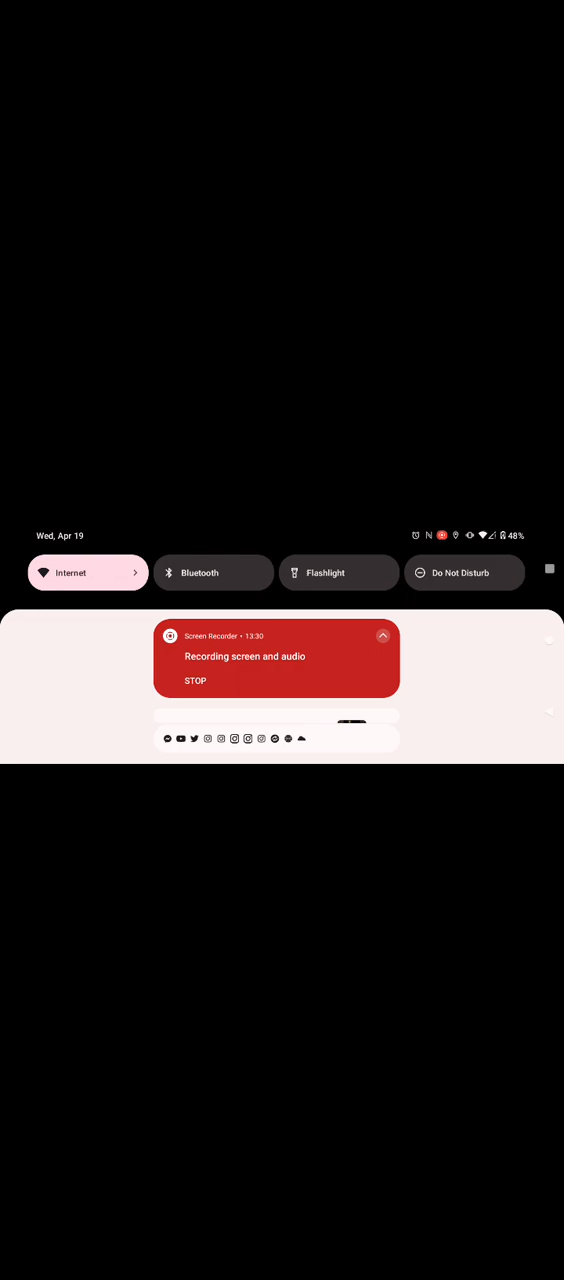 Wed, Apr 19
48%
Internet
Bluetooth
Flashlight
Do Not Disturb
Screen Recorder • 13:30
Recording screen and audio
STOP